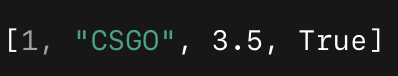 [1, "CSGO", 3.5, True]